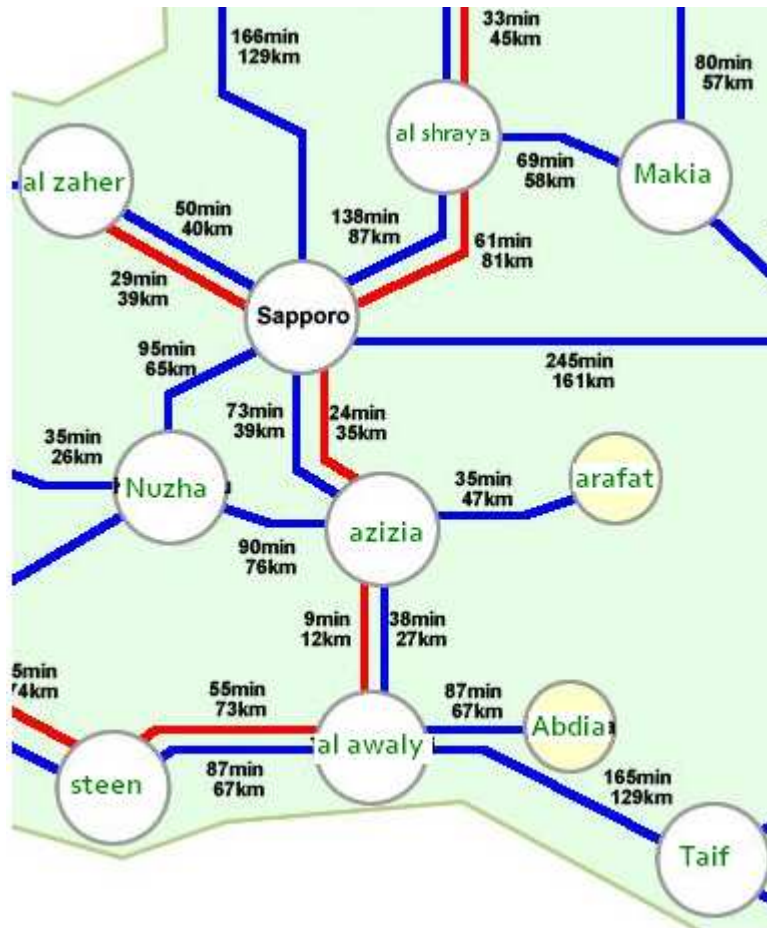 166min
129km
33min
45km
80min
57km
al shraya
69min
58km
Makia
al zaher
50min
40km
138min
87km
61min
81km
29min
39km
Sapporo
95min
65km
245min
161km
73min
39km
24min
35km
35min
26km
Nuzha
35min
47km
arafat
azizia
90min
76km
9min
12km
38min
27km
5min
74km
55min
73km
87min
67km
Abdia
al awaly
steen
87min
67km
165min
129km
Taif